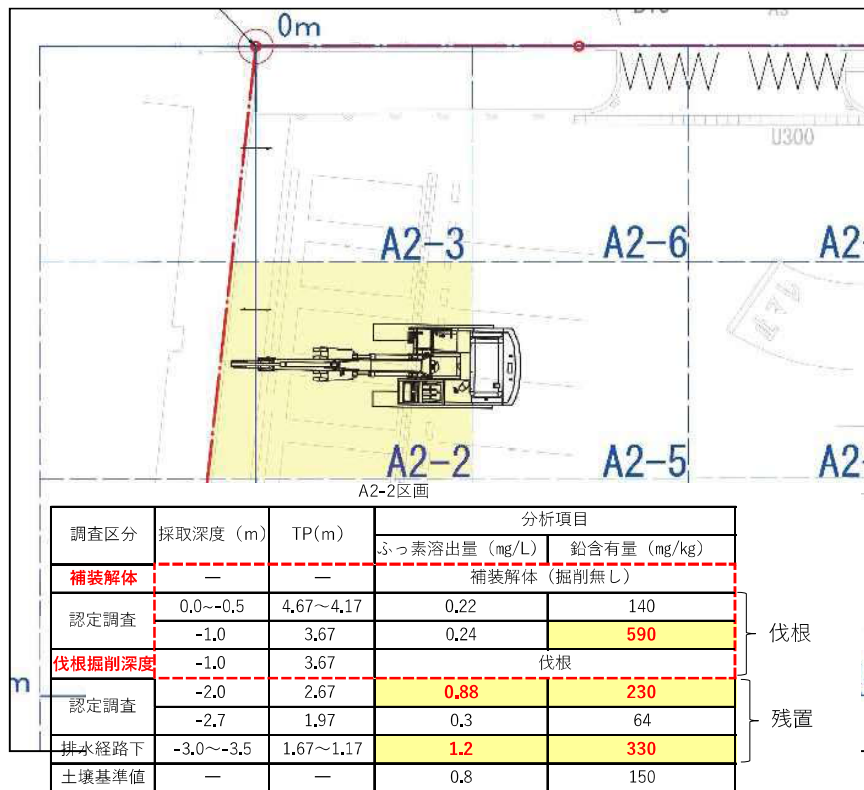 0m
U300
A2-3
A2-6
A2-
トマレ
A2-2
A2-5
A2-
A2-2区画
調査区分 採取深度（m） TP(m) 分析項目
ふっ素溶出量（mg/L） 鉛含有量（mg/kg）
補装解体 — — 補装解体（掘削無し）
認定調査 0.0~-0.5 4.67～4.17 0.22 140
-1.0 3.67 0.24 590
伐根掘削深度 -1.0 3.67 伐根
伐根
認定調査 -2.0 2.67 0.88 230
-2.7 1.97 0.3 64
排水経路下 -3.0～-3.5 1.67～1.17 1.2 330
残置
土壌基準値 — — 0.8 150
m